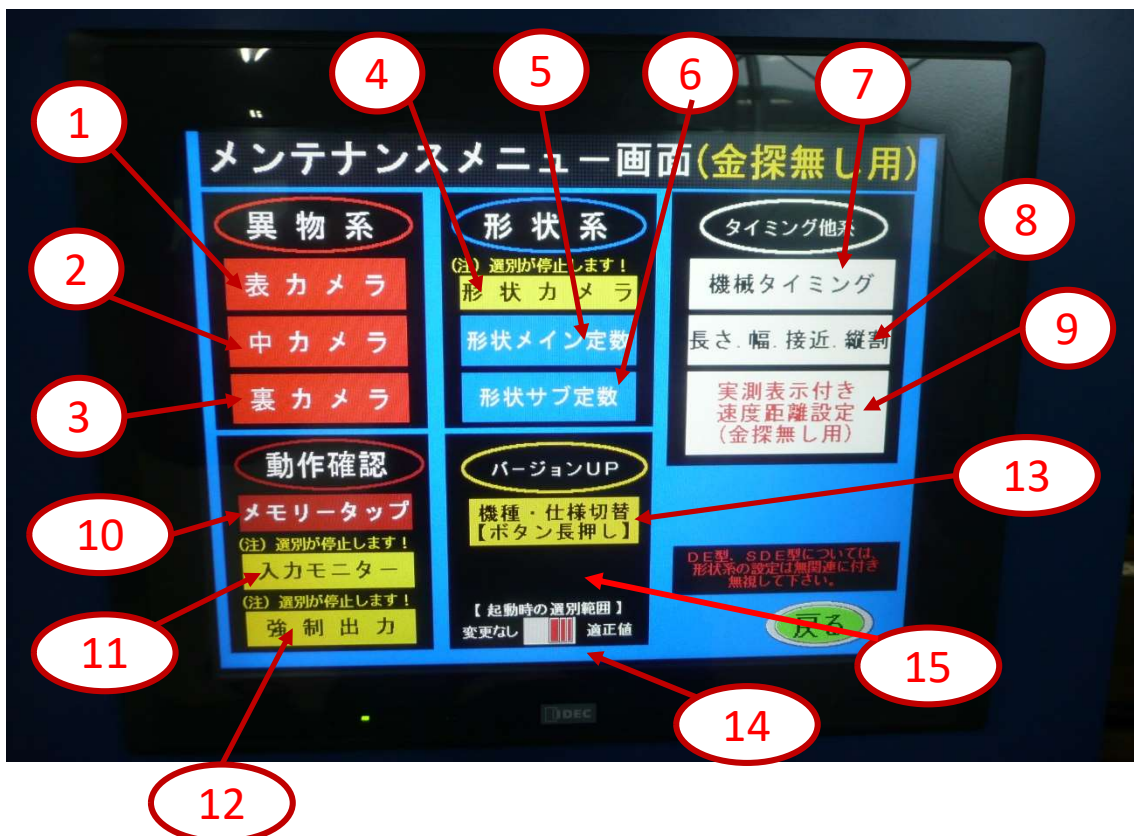 メンテナンスメニュー画面(金探無し用)
異物系
表カメラ
中カメラ
裏カメラ
形状系
(注) 選別が停止します!
形状カメラ
形状メイン定数
形状サブ定数
タイミング他系
機械タイミング
長さ.幅.接近.縦割
実測表示付き
速度距離設定
(金探無し用)
動作確認
メモリータップ
(注) 選別が停止します!
入力モニター
(注) 選別が停止します!
強制出力
バージョンUP
機種・仕様切替
【ボタン長押し】
【起動時の選別範囲】
変更なし 適正値
DE型、SDE型については、
形状系の設定は無関連に付き
無視して下さい。
戻る
IDEC
1
2
3
4
5
6
7
8
9
10
11
12
13
14
15